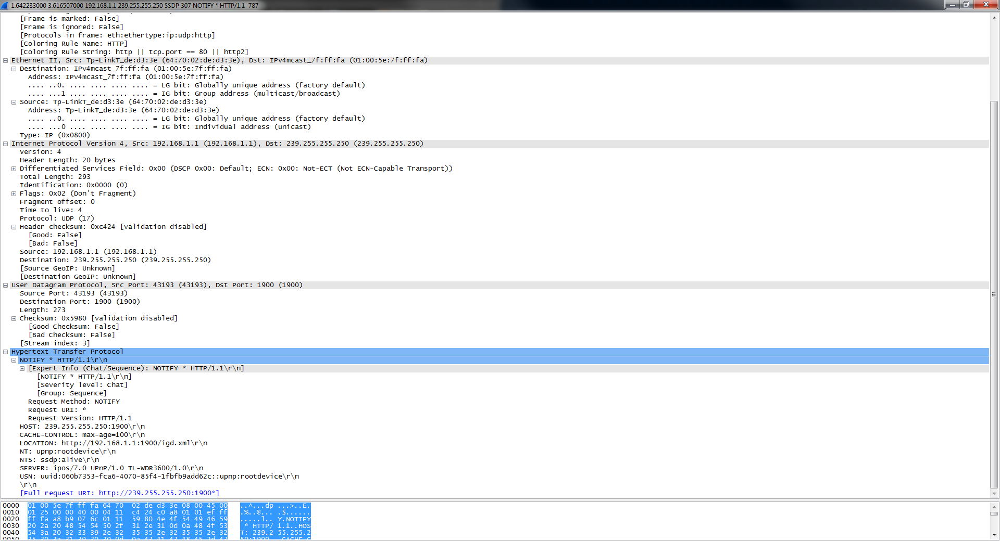 1.642233000 3.616507000 192.168.1.1 239.255.255.250 SSDP 307 NOTIFY * HTTP/1.1  787
[Frame is marked: False]
[Frame is ignored: False]
[Protocols in frame: eth:ethertype:ip:udp:http]
[Coloring Rule Name: HTTP]
[Coloring Rule String: http || tcp.port == 80 || http2]
Ethernet II, Src: Tp-LinkT_de:d3:3e (64:70:02:de:d3:3e), Dst: IPv4mcast_7f:ff:fa (01:00:5e:7f:ff:fa)
Destination: IPv4mcast_7f:ff:fa (01:00:5e:7f:ff:fa)
Address: IPv4mcast_7f:ff:fa (01:00:5e:7f:ff:fa)
.... ..0. .... .... .... .... = LG bit: Globally unique address (factory default)
.... ...1 .... .... .... .... = IG bit: Group address (multicast/broadcast)
Source: Tp-LinkT_de:d3:3e (64:70:02:de:d3:3e)
Address: Tp-LinkT_de:d3:3e (64:70:02:de:d3:3e)
.... ..0. .... .... .... .... = LG bit: Globally unique address (factory default)
.... ...0 .... .... .... .... = IG bit: Individual address (unicast)
Type: IP (0x0800)
Internet Protocol Version 4, Src: 192.168.1.1 (192.168.1.1), Dst: 239.255.255.250 (239.255.255.250)
Version: 4
Header Length: 20 bytes
Differentiated Services Field: 0x00 (DSCP 0x00: Default; ECN: 0x00: Not-ECT (Not ECN-Capable Transport))
Total Length: 293
Identification: 0x0000 (0)
Flags: 0x02 (Don't Fragment)
Fragment offset: 0
Time to live: 4
Protocol: UDP (17)
Header checksum: 0xc424 [validation disabled]
[Good: False]
[Bad: False]
Source: 192.168.1.1 (192.168.1.1)
Destination: 239.255.255.250 (239.255.255.250)
[Source GeoIP: Unknown]
[Destination GeoIP: Unknown]
User Datagram Protocol, Src Port: 43193 (43193), Dst Port: 1900 (1900)
Source Port: 43193 (43193)
Destination Port: 1900 (1900)
Length: 273
Checksum: 0x5980 [validation disabled]
[Good Checksum: False]
[Bad Checksum: False]
[Stream index: 3]
Hypertext Transfer Protocol
NOTIFY * HTTP/1.1\r\n
[Expert Info (Chat/Sequence): NOTIFY * HTTP/1.1\r\n]
[NOTIFY * HTTP/1.1\r\n]
[Severity level: Chat]
[Group: Sequence]
Request Method: NOTIFY
Request URI: *
Request Version: HTTP/1.1
HOST: 239.255.255.250:1900\r\n
CACHE-CONTROL: max-age=100\r\n
LOCATION: http://192.168.1.1:1900/igd.xml\r\n
NT: upnp:rootdevice\r\n
NTS: ssdp:alive\r\n
SERVER: ipos/7.0 UPnP/1.0 TL-WDR3600/1.0\r\n
USN: uuid:060b7353-fca6-4070-85f4-1fbfb9add62c::upnp:rootdevice\r\n
\r\n
[Full request URI: http://239.255.255.250:1900*]
0000  01 00 5e 7f ff fa 64 70  02 de d3 3e 08 00 45 00  ..^...dp ...>..E.
0010  01 25 00 00 40 00 04 11  c4 24 c0 a8 01 01 ef ff  .%..@... .$......
0020  ff fa a8 b9 07 6c 01 11  59 80 4e 4f 54 49 46 59  .....l.. Y.NOTIFY
0030  20 2a 20 48 54 54 50 2f  31 2e 31 0d 0a 48 4f 53  * HTTP/ 1.1..HOS
0040  54 3a 20 32 33 39 2e 32  35 35 2e 32 35 35 2e 32  T: 239.2 55.255.2
0050  35 30 3a 31 39 30 30 0d  0a 43 41 43 48 45 2d 43  50:1900. .CACHE-C